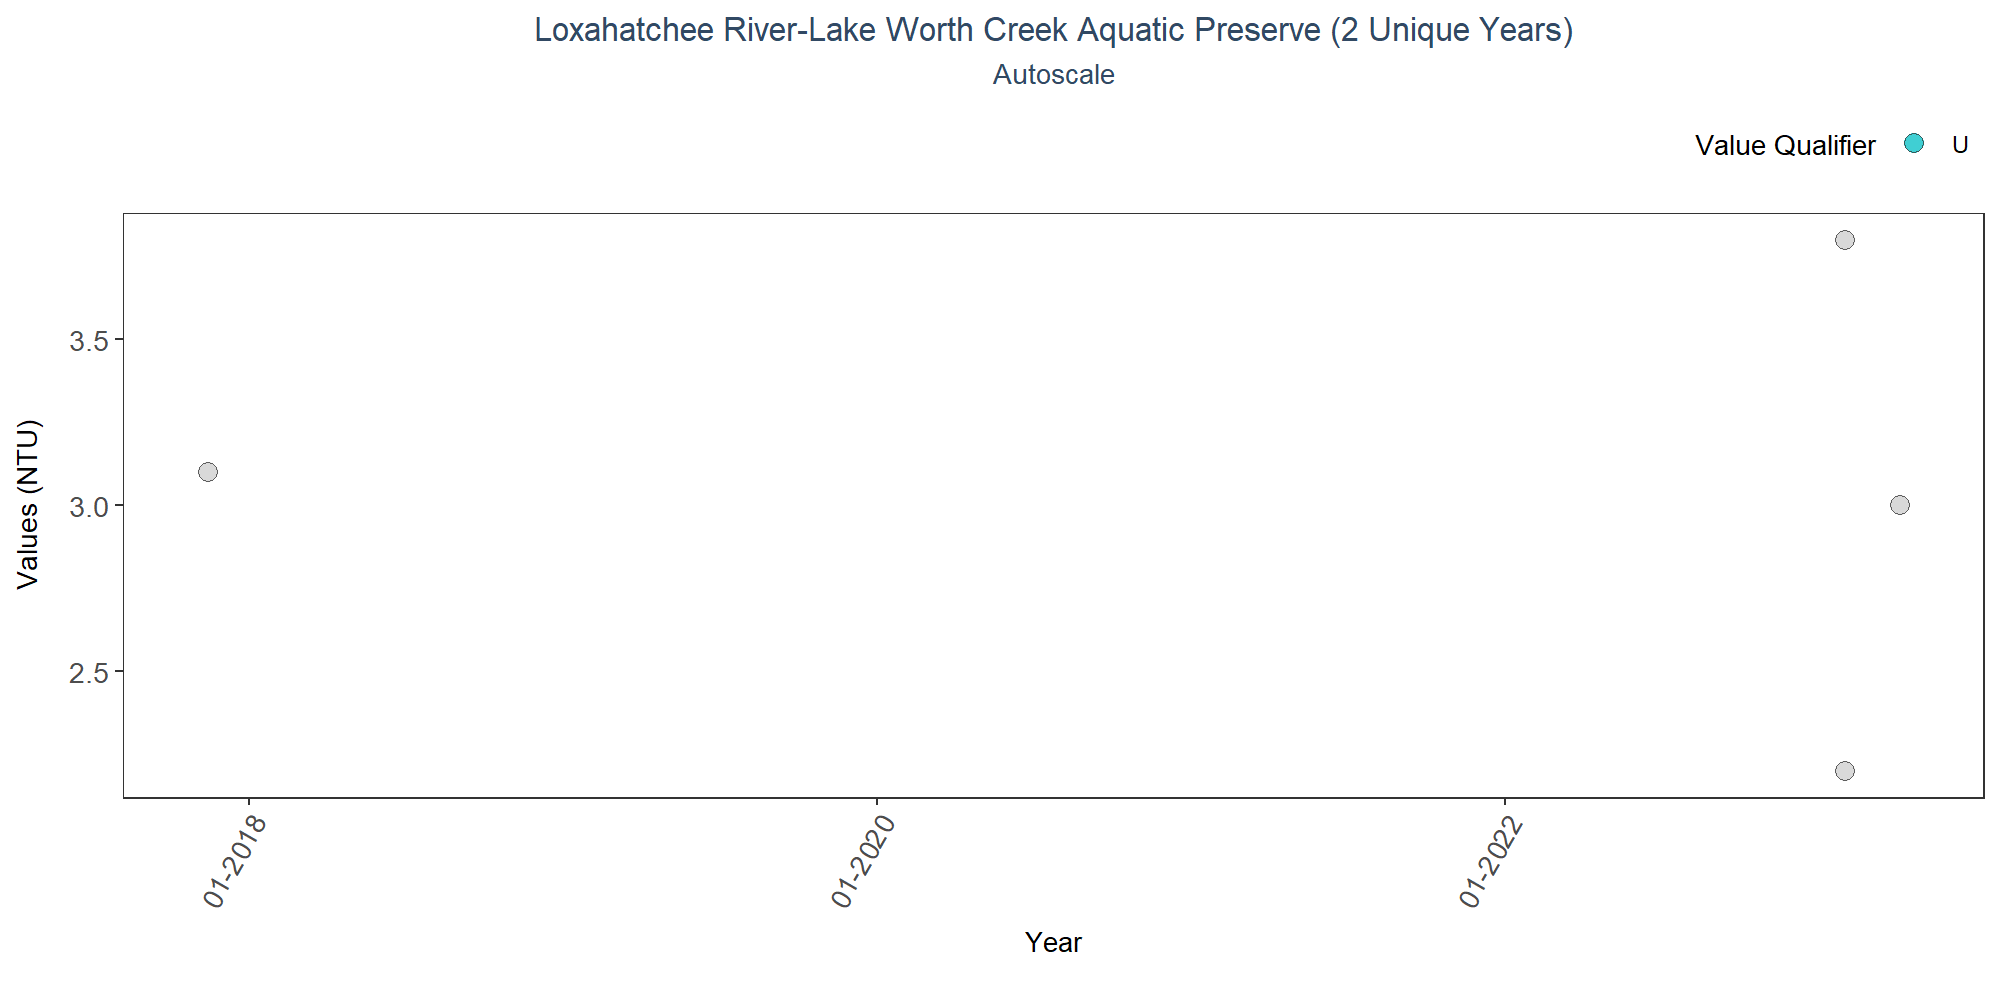 Loxahatchee River-Lake Worth Creek Aquatic Preserve (2 Unique Years)
Autoscale
Value Qualifier U
3.5
3.0
2.5
Values (NTU)
01-2018
01-2020
01-2022
Year